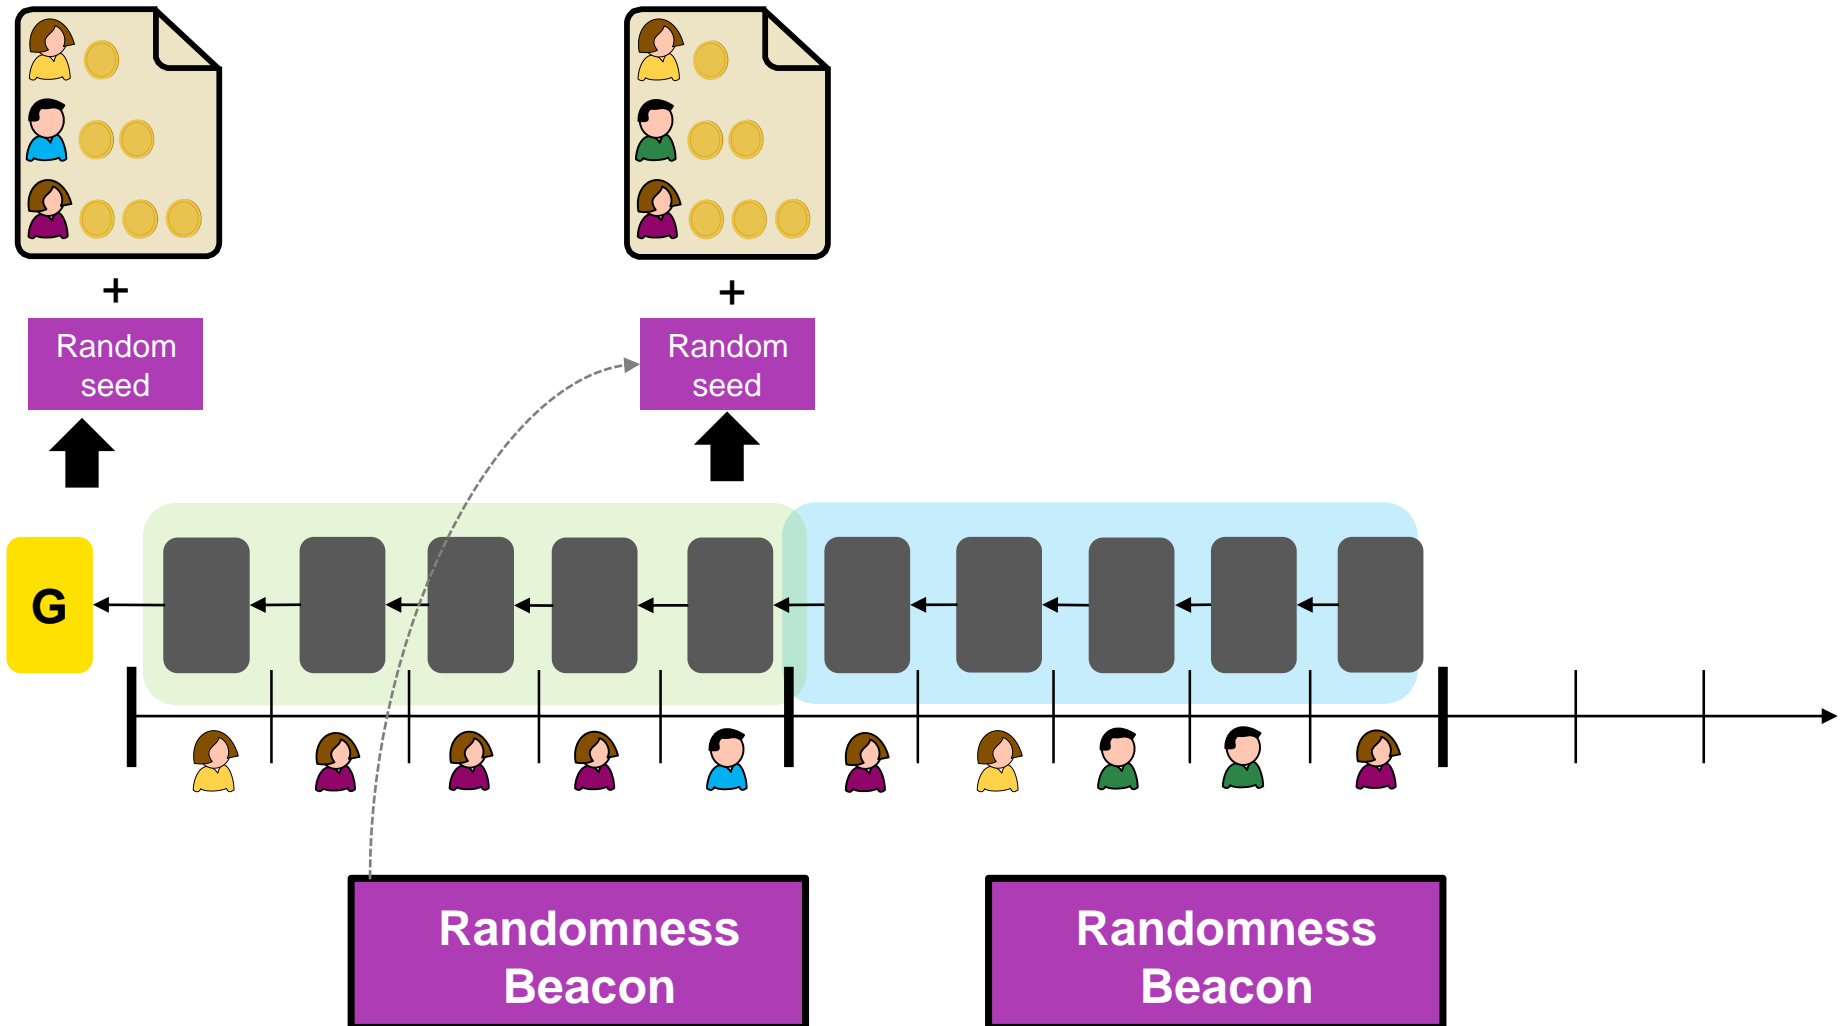 +
+
Random
seed
Random
seed
G
Randomness
Beacon
Randomness
Beacon